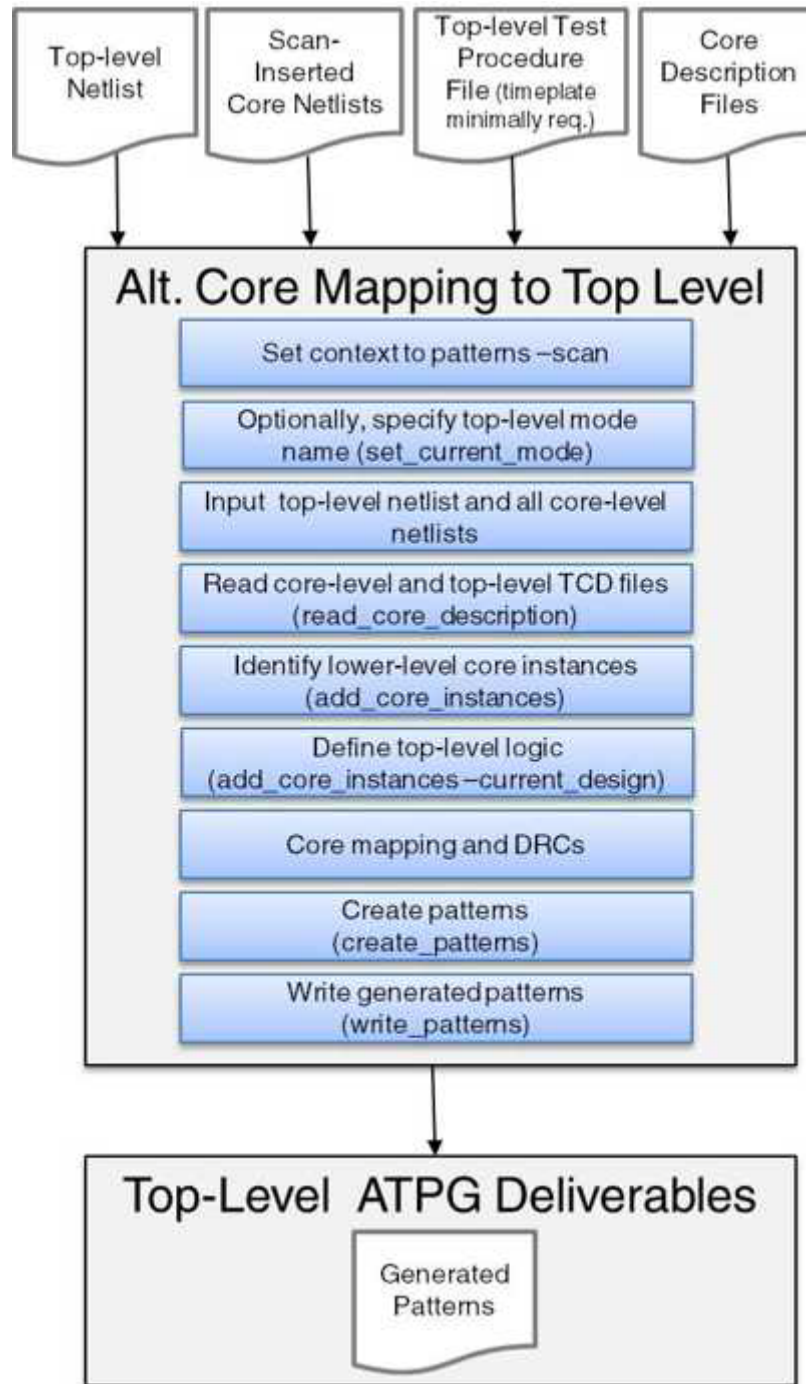 Top-level
Netlist
Scan-
Inserted
Core Netlists
Top-level Test
Procedure
File (timeplate
minimally req.)
Core
Description
Files
Alt. Core Mapping to Top Level
Set context to patterns –scan
Optionally, specify top-level mode
name (set_current_mode)
Input top-level netlist and all core-level
netlists
Read core-level and top-level TCD files
(read_core_description)
Identify lower-level core instances
(add_core_instances)
Define top-level logic
(add_core_instances –current_design)
Core mapping and DRCs
Create patterns
(create_patterns)
Write generated patterns
(write_patterns)
Top-Level ATPG Deliverables
Generated
Patterns